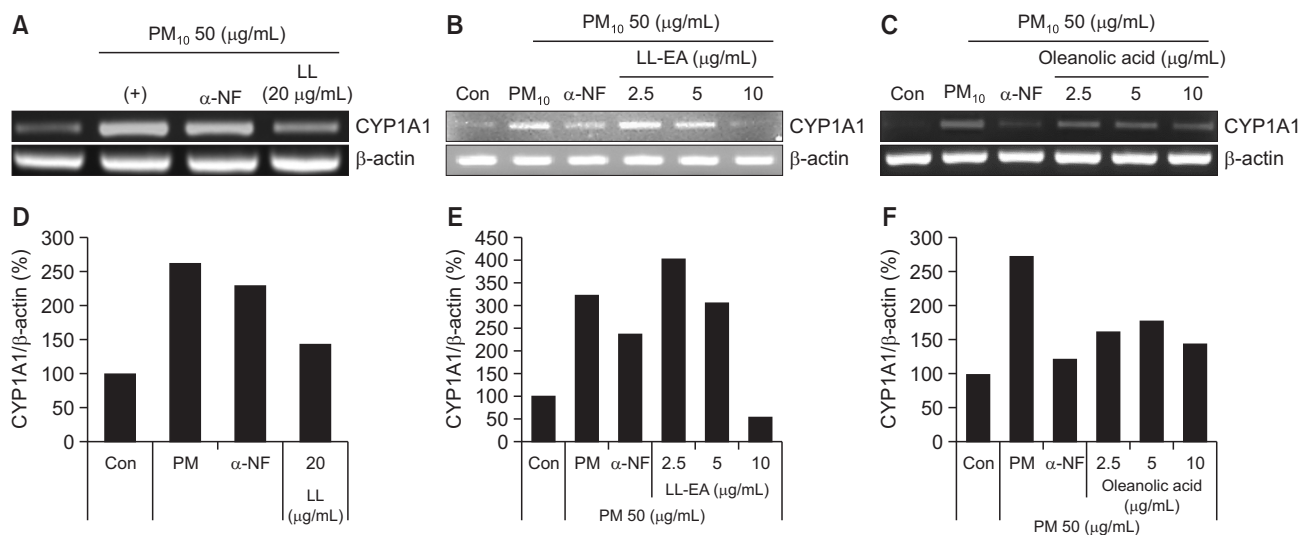 A
PM10 50 (μg/mL)
(+) α-NF LL (20 μg/mL)
CYP1A1
β-actin
B
PM10 50 (μg/mL)
LL-EA (μg/mL)
Con PM10 α-NF 2.5 5 10
CYP1A1
β-actin
C
PM10 50 (μg/mL)
Oleanolic acid (μg/mL)
Con PM10 α-NF 2.5 5 10
CYP1A1
β-actin
D
CYP1A1/β-actin (%)
300
250
200
150
100
50
0
Con PM α-NF 20
LL
(μg/mL)
E
CYP1A1/β-actin (%)
450
400
350
300
250
200
150
100
50
0
Con PM α-NF 2.5 5 10
LL-EA (μg/mL)
PM 50 (μg/mL)
F
CYP1A1/β-actin (%)
300
250
200
150
100
50
0
Con PM α-NF 2.5 5 10
Oleanolic acid
(μg/mL)
PM 50 (μg/mL)